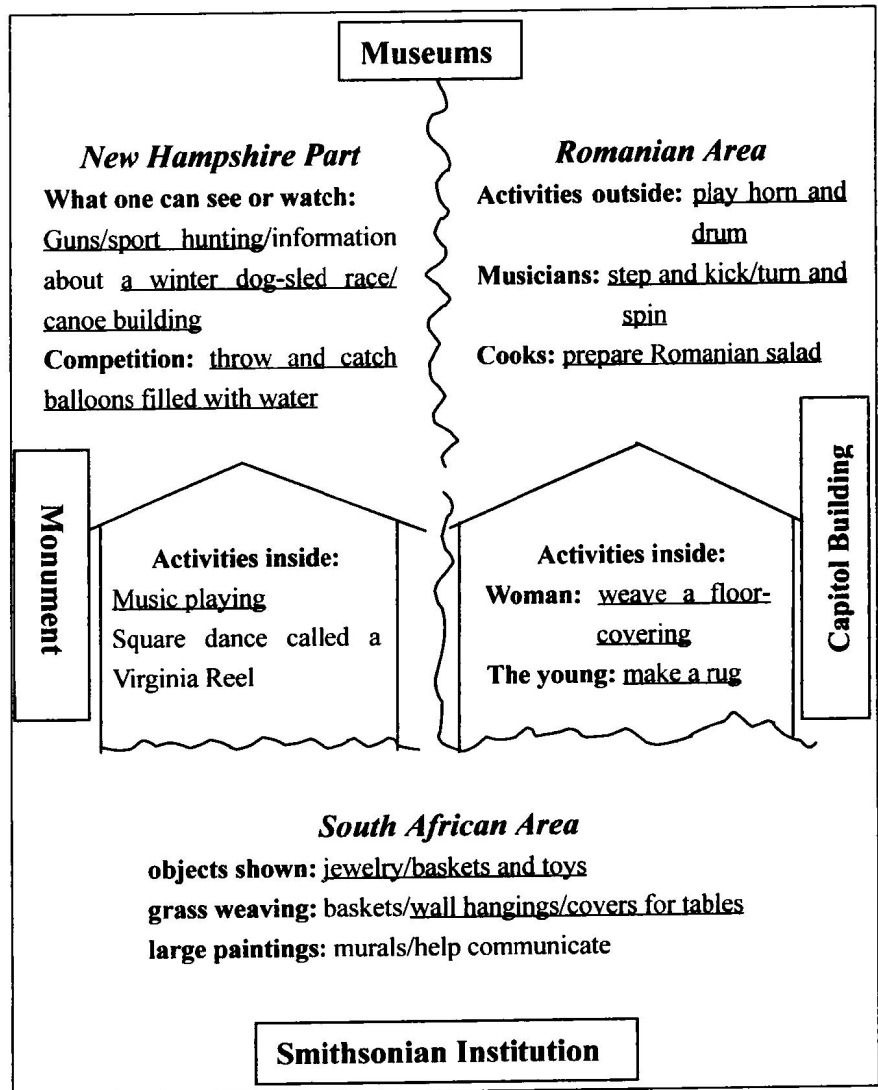 Museums
New Hampshire Part
What one can see or watch:
Guns/sport hunting/information
about a winter dog-sled race/
canoe building
Competition: throw and catch
balloons filled with water
Romanian Area
Activities outside: play horn and
drum
Musicians: step and kick/turn and
spin
Cooks: prepare Romanian salad
Monument
Activities inside:
Music playing
Square dance called a
Virginia Reel
Activities inside:
Woman: weave a floor-
covering
The young: make a rug
Capitol Building
South African Area
objects shown: jewelry/baskets and toys
grass weaving: baskets/wall hangings/covers for tables
large paintings: murals/help communicate
Smithsonian Institution